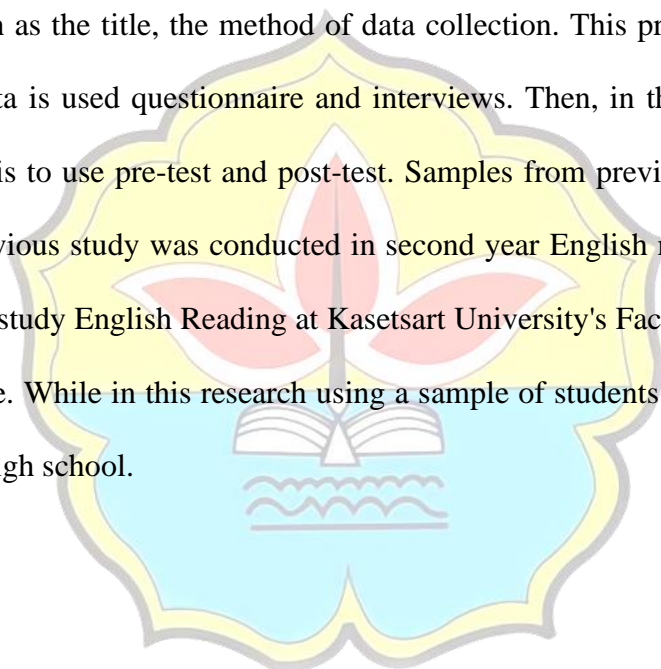 as the title, the method of data collection. This pr
ta is used questionnaire and interviews. Then, in th
is to use pre-test and post-test. Samples from previ
vious study was conducted in second year English
study English Reading at Kasetsart University's Fac
e. While in this research using a sample of students
igh school.